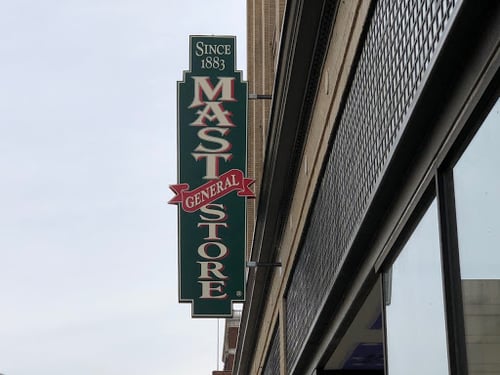 SINCE
1883
MAST
GENERAL
STORE
®